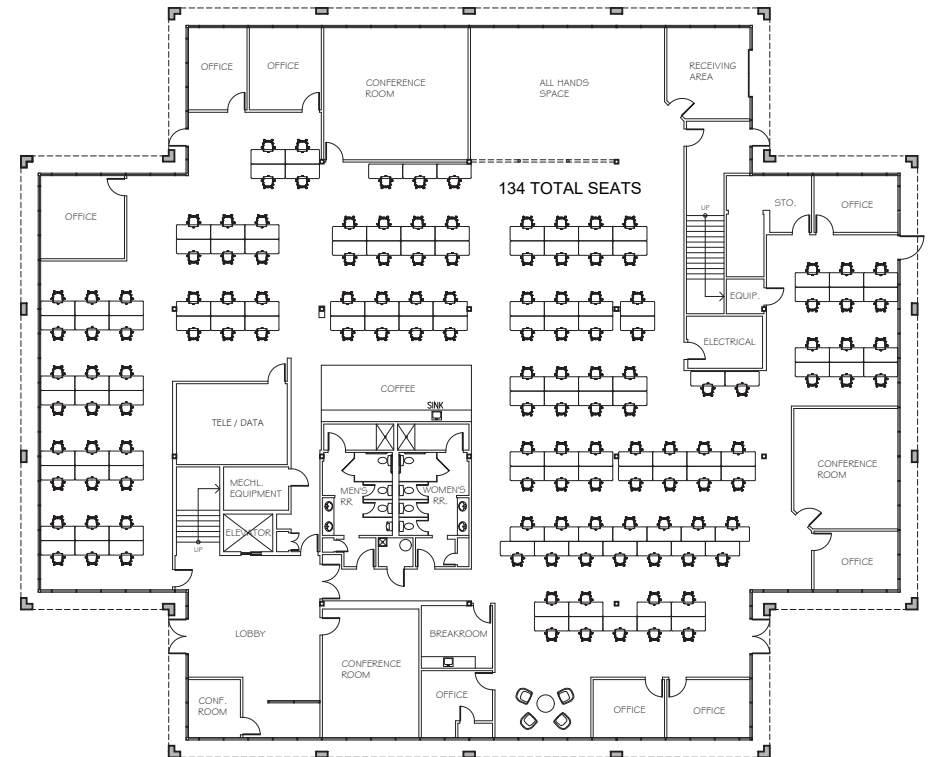 OFFICE
OFFICE
CONFERENCE
ROOM
ALL HANDS
SPACE
RECEIVING
AREA
134 TOTAL SEATS
OFFICE
UP
STO.
OFFICE
EQUIP.
ELECTRICAL
COFFEE
SINK
TELE / DATA
MECHL.
EQUIPMENT
MEN'S
RR
WOMEN'S
RR.
CONFERENCE
ROOM
ELEVATOR
UP
OFFICE
LOBBY
BREAKROOM
CONFERENCE
ROOM
CONF.
ROOM
OFFICE
OFFICE
OFFICE